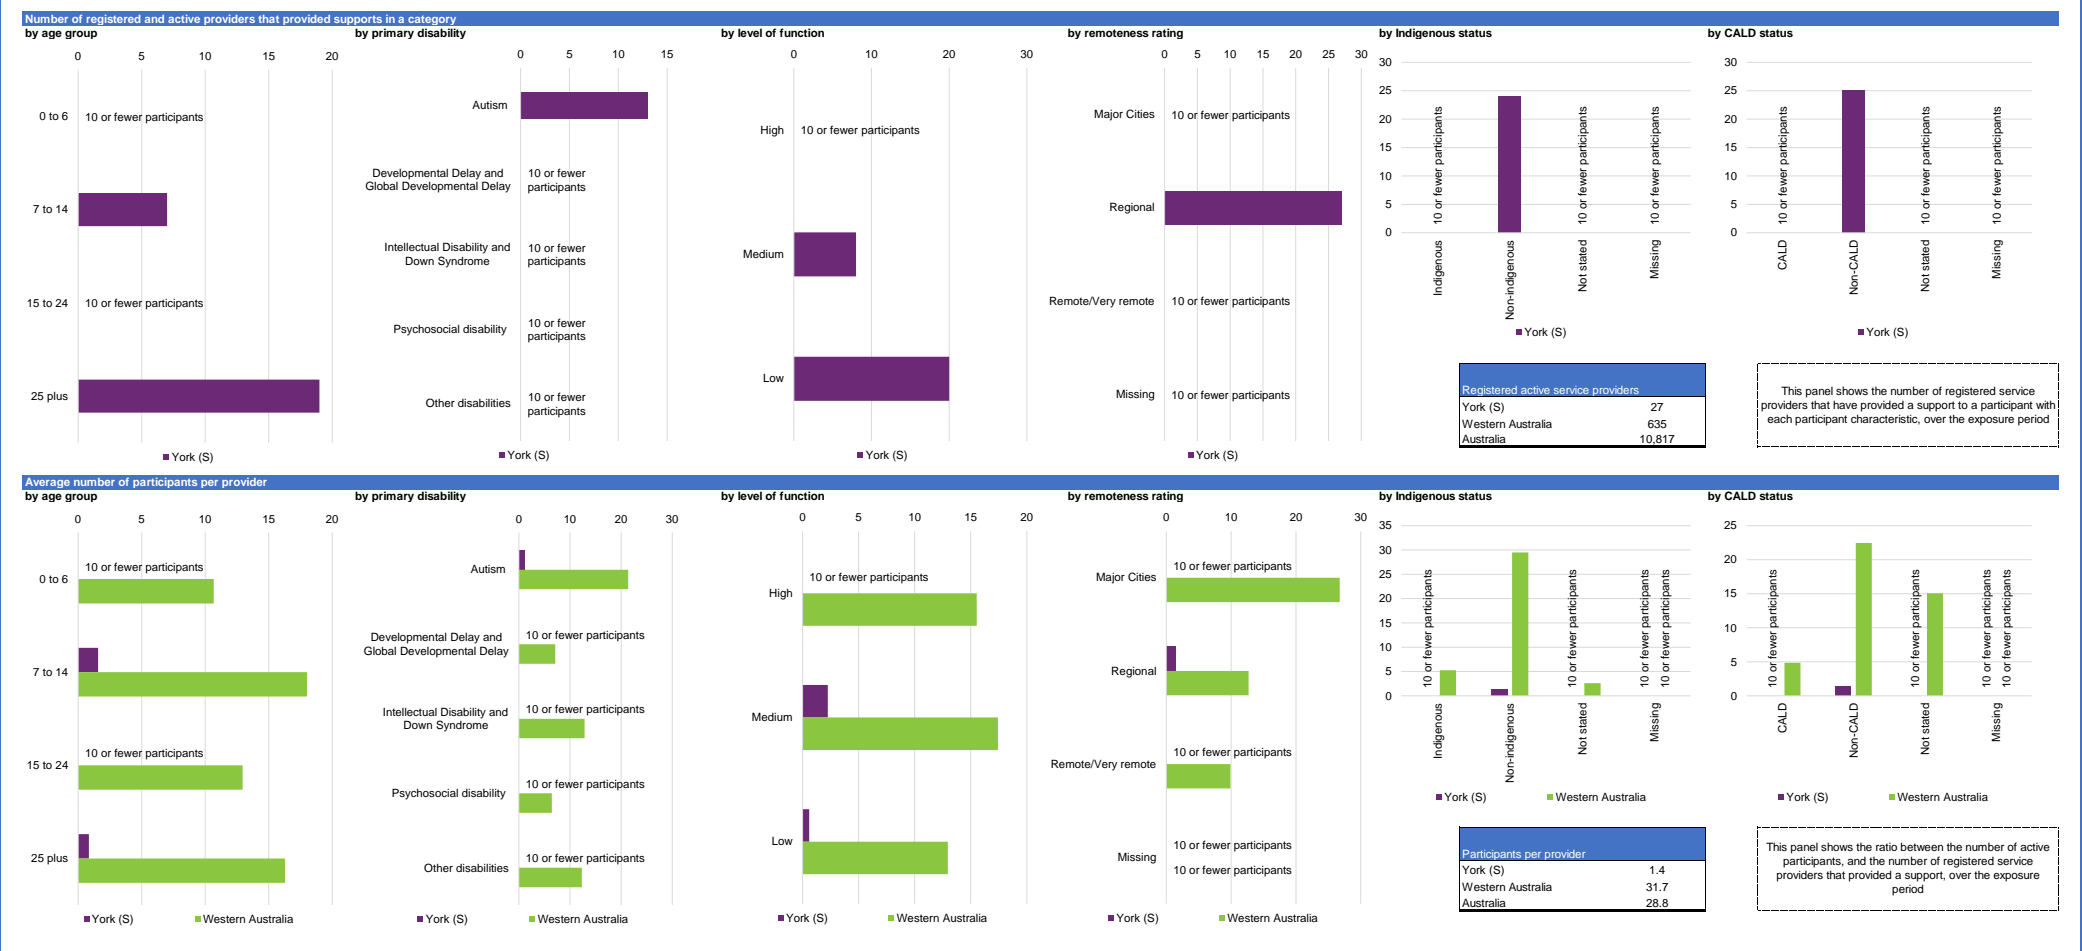 Number of registered and active providers that provided supports in a category
by age group
0 5 10 15 20
0 to 6
10 or fewer participants
7 to 14
15 to 24
10 or fewer participants
25 plus
York (S)
by primary disability
0 5 10 15
Autism
Developmental Delay and
Global Developmental Delay
10 or fewer
participants
Intellectual Disability and
Down Syndrome
10 or fewer
participants
Psychosocial disability
10 or fewer
participants
Other disabilities
10 or fewer
participants
York (S)
by level of function
0 10 20 30
High
10 or fewer participants
Medium
Low
York (S)
by remoteness rating
0 5 10 15 20 25 30
Major Cities
10 or fewer participants
Regional
Remote/Very remote
10 or fewer participants
Missing
10 or fewer participants
York (S)
by Indigenous status
30
25
20
15
10
5
0
10 or fewer participants
10 or fewer participants
10 or fewer participants
Indigenous
Non-indigenous
Not stated
Missing
York (S)
by CALD status
30
25
20
15
10
5
0
10 or fewer participants
10 or fewer participants
10 or fewer participants
CALD
Non-CALD
Not stated
Missing
York (S)
Registered active service providers
York (S) 27
Western Australia 635
Australia 10,817
This panel shows the number of registered service
providers that have provided a support to a participant with
each participant characteristic, over the exposure period
Average number of participants per provider
by age group
0 5 10 15 20
0 to 6
10 or fewer participants
7 to 14
15 to 24
10 or fewer participants
25 plus
York (S) Western Australia
by primary disability
0 10 20 30
Autism
Developmental Delay and
Global Developmental Delay
10 or fewer participants
Intellectual Disability and
Down Syndrome
10 or fewer participants
Psychosocial disability
10 or fewer participants
Other disabilities
10 or fewer participants
York (S) Western Australia
by level of function
0 5 10 15 20
High
10 or fewer participants
Medium
Low
York (S) Western Australia
by remoteness rating
0 10 20 30
Major Cities
10 or fewer participants
Regional
Remote/Very remote
10 or fewer participants
Missing
10 or fewer participants
10 or fewer participants
York (S) Western Australia
by Indigenous status
35
30
25
20
15
10
5
0
10 or fewer participants
10 or fewer participants
10 or fewer participants
10 or fewer participants
Indigenous
Non-indigenous
Not stated
Missing
York (S) Western Australia
by CALD status
25
20
15
10
5
0
10 or fewer participants
10 or fewer participants
10 or fewer participants
10 or fewer participants
CALD
Non-CALD
Not stated
Missing
York (S) Western Australia
Participants per provider
York (S) 1.4
Western Australia 31.7
Australia 28.8
This panel shows the ratio between the number of active
participants, and the number of registered service
providers that provided a support, over the exposure
period